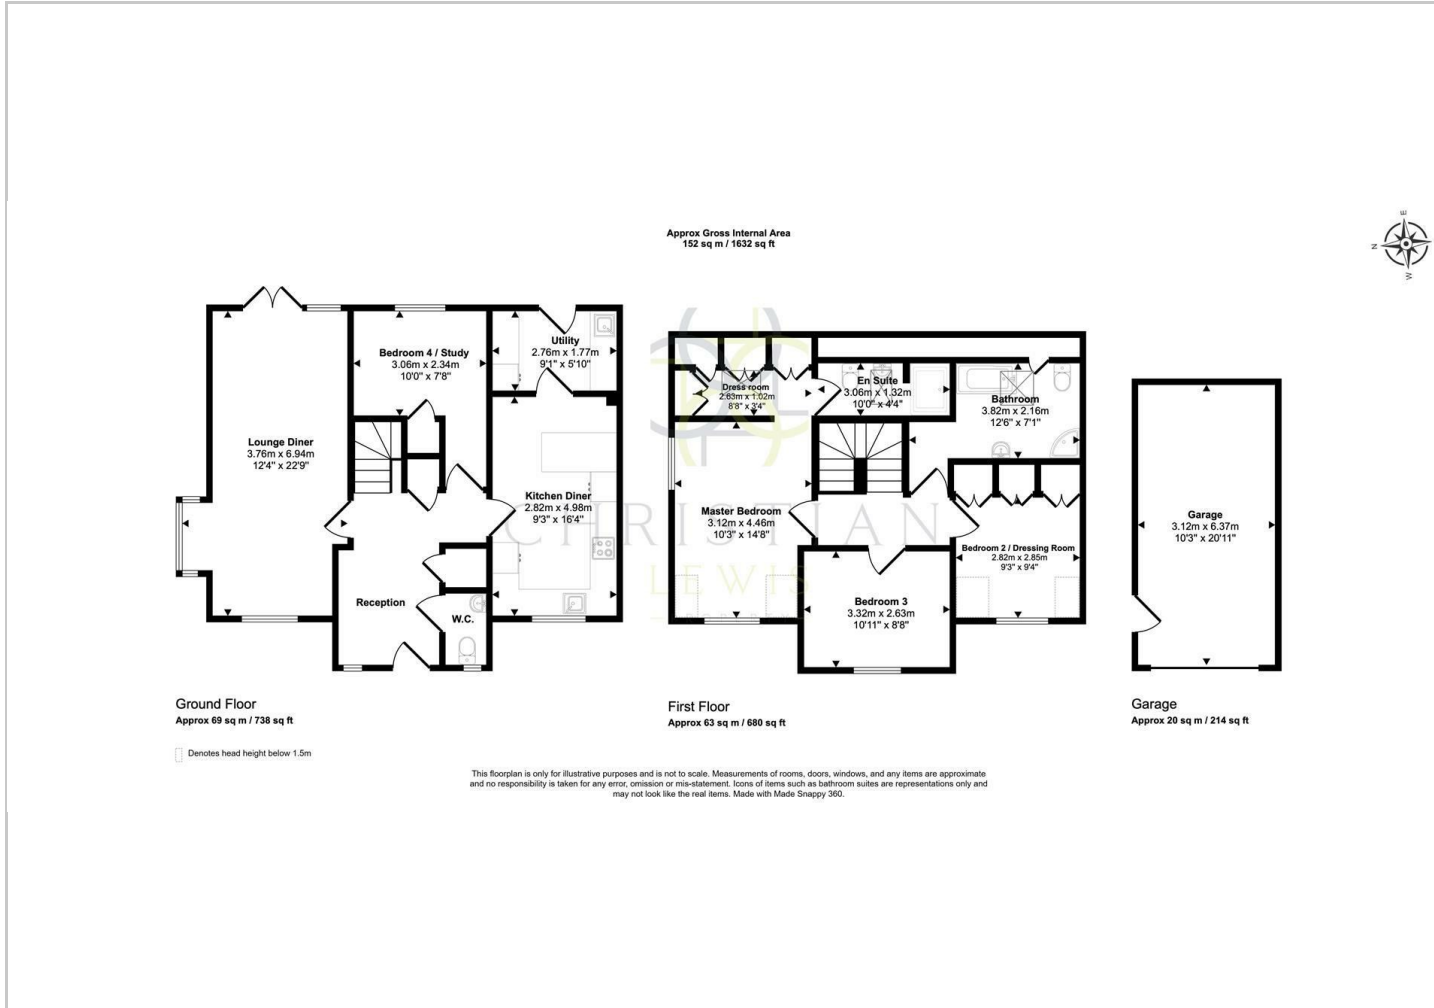 Approx Gross Internal Area
152 sq m / 1632 sq ft
E
N
W
Utility
2.76m x 1.77m
9'1" x 5'10"
Bedroom 4 / Study
3.06m x 2.34m
10'0" x 7'8"
Lounge Diner
3.76m x 6.94m
12'4" x 22'9"
Kitchen Diner
2.82m x 4.98m
9'3" x 16'4"
Reception
W.C.
Ground Floor
Approx 69 sq m / 738 sq ft
Denotes head height below 1.5m
Dress room
2.63m x 1.02m
8'8" x 3'4"
En Suite
3.06m x 1.32m
10'0" x 4'4"
Bathroom
3.82m x 2.16m
12'6" x 7'1"
Master Bedroom
3.12m x 4.46m
10'3" x 14'8"
Bedroom 2 / Dressing Room
2.82m x 2.85m
9'3" x 9'4"
Bedroom 3
3.32m x 2.63m
10'11" x 8'8"
CHRISTIAN
LEWIS
First Floor
Approx 63 sq m / 680 sq ft
Garage
3.12m x 6.37m
10'3" x 20'11"
Garage
Approx 20 sq m / 214 sq ft
This floorplan is only for illustrative purposes and is not to scale. Measurements of rooms, doors, windows, and any items are approximate
and no responsibility is taken for any error, omission or mis-statement. Icons of items such as bathroom suites are representations only and
may not look like the real items. Made with Made Snappy 360.